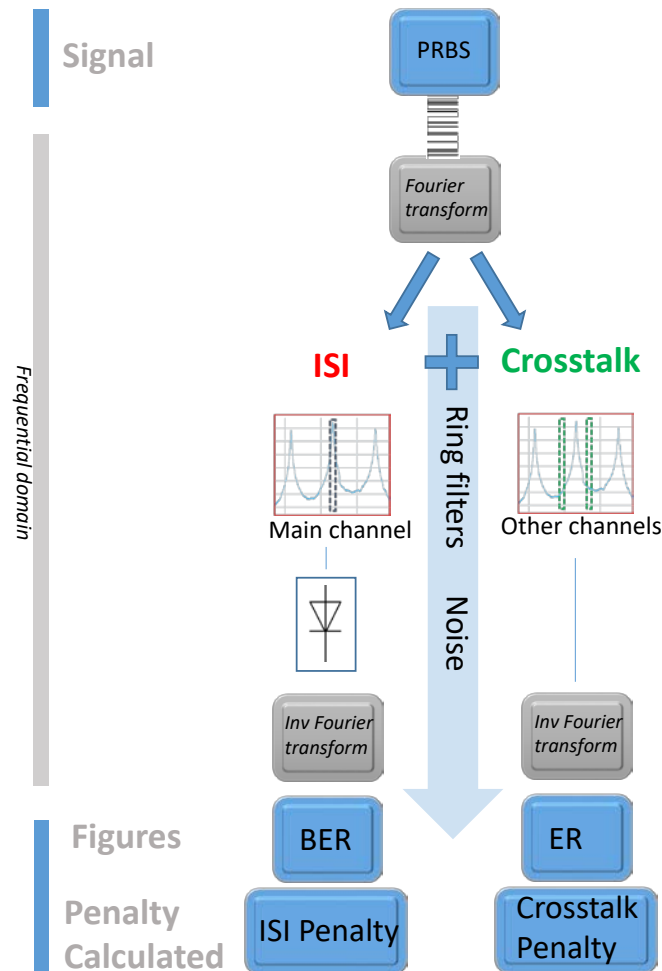 Signal
PRBS
Fourier
transform
Frequential domain
ISI
Crosstalk
Ring filters
Noise
Main channel
Other channels
Inv Fourier
transform
Inv Fourier
transform
Figures
BER
ER
Penalty
Calculated
ISI Penalty
Crosstalk
Penalty